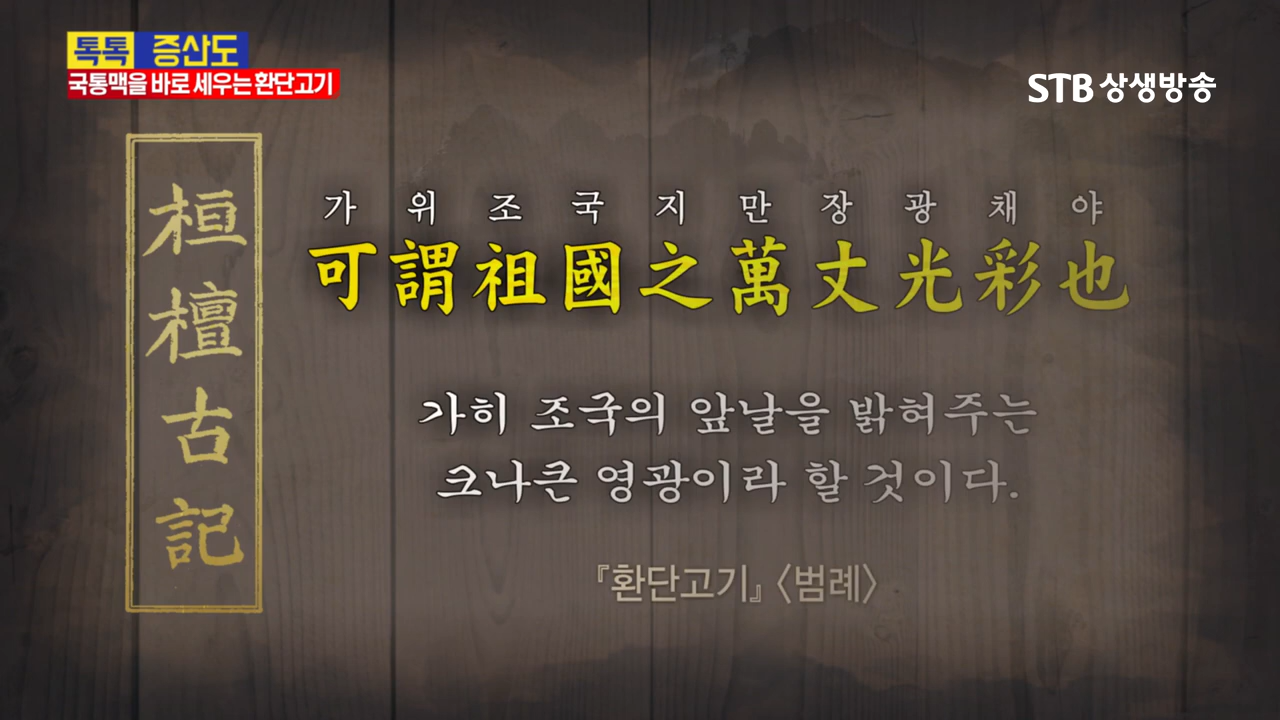 톡톡 증산도
국통맥을 바로 세우는 환단고기
STB 상생방송
桓檀古記
가위조국지만장광채야
可謂祖國之萬丈光彩也
가히 조국의 앞날을 밝혀주는
크나큰 영광이라 할 것이다.
『환단고기』 〈범례〉